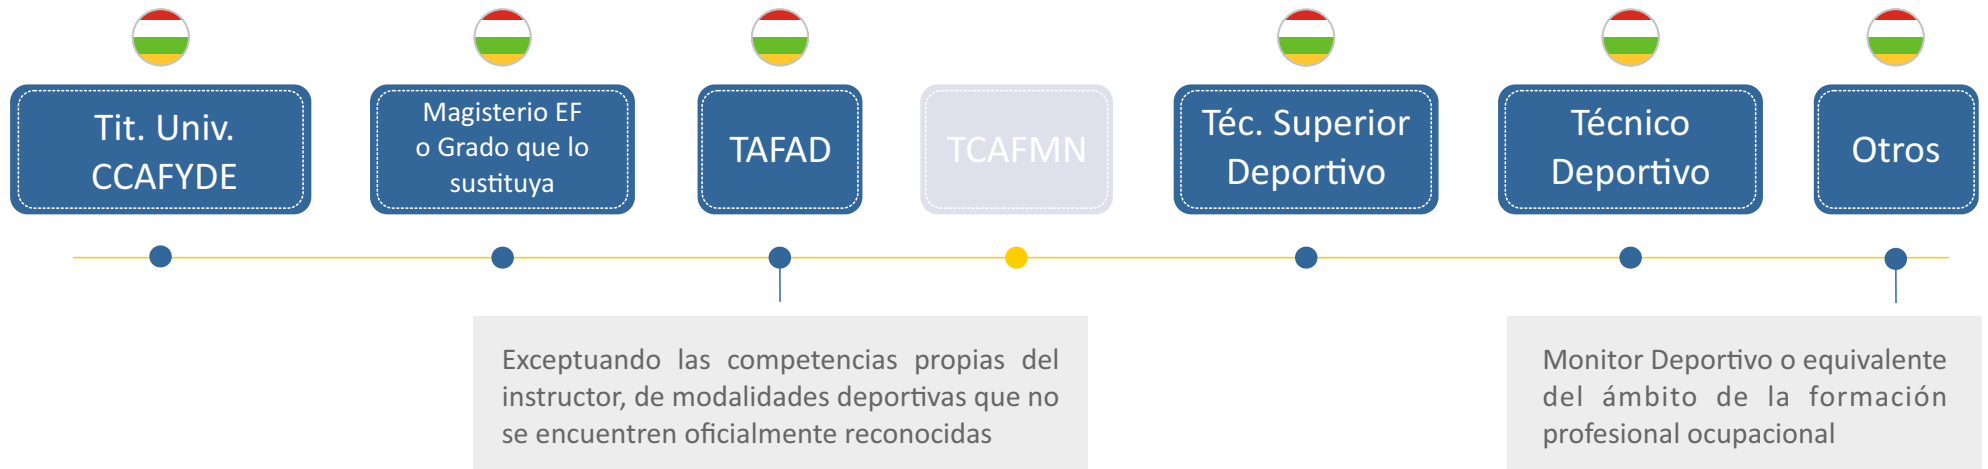 Tit. Univ.
CCAFYDE
Magisterio EF
o Grado que lo
sustituya
TAFAD
TCAFMN
Téc. Superior
Deportivo
Técnico
Deportivo
Otros
Exceptuando las competencias propias del
instructor, de modalidades deportivas que no
se encuentren oficialmente reconocidas
Monitor Deportivo o equivalente
del ámbito de la formación
profesional ocupacional